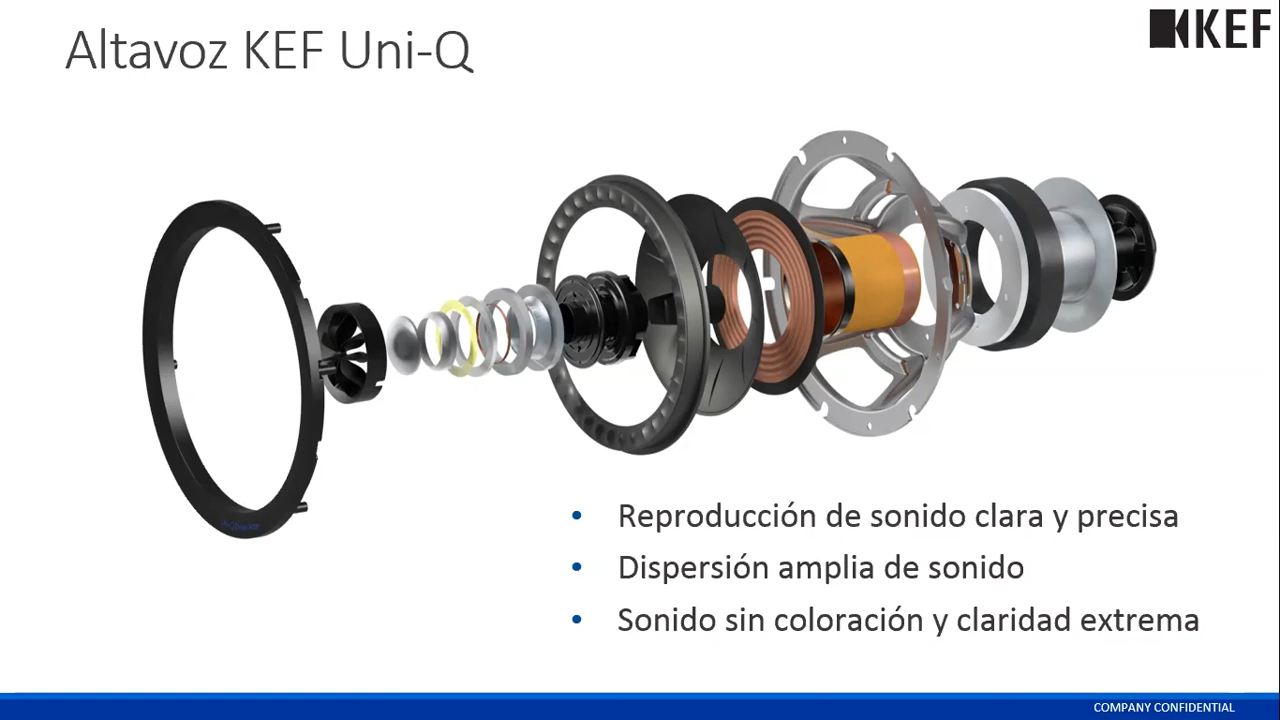 Altavoz KEF Uni-Q
KEF
• Reproducción de sonido clara y precisa
• Dispersión amplia de sonido
• Sonido sin coloración y claridad extrema
COMPANY CONFIDENTIAL